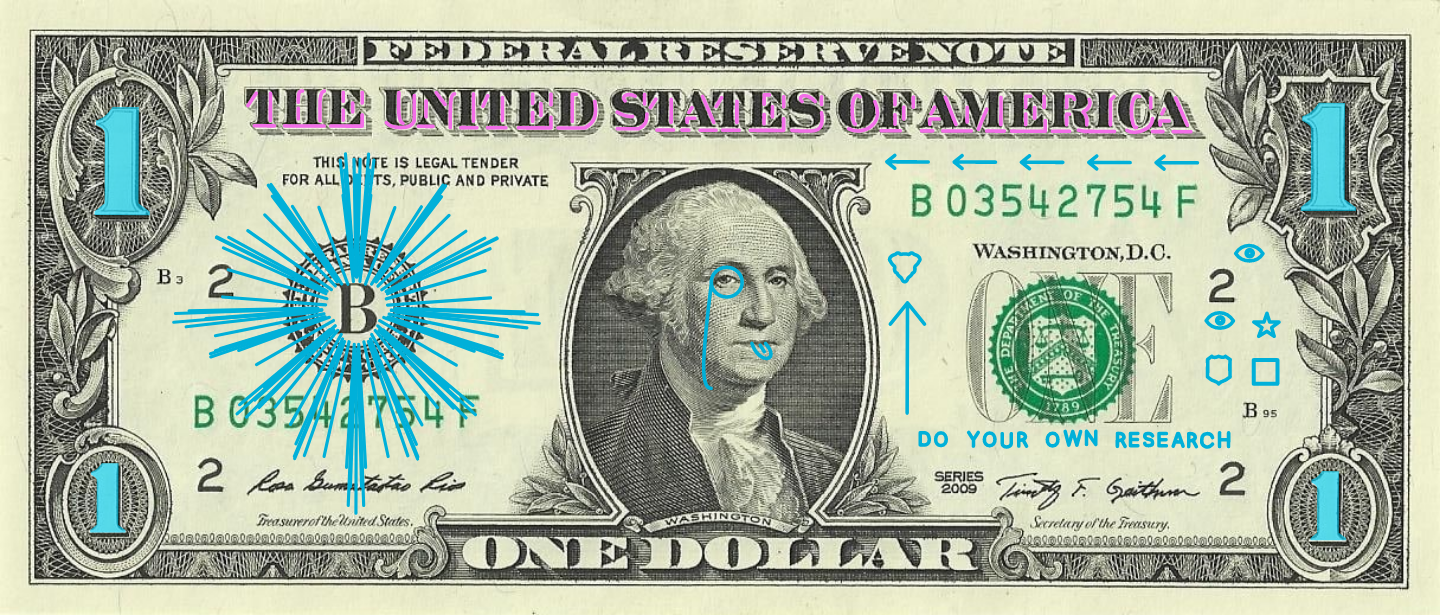 FEDERAL RESERVE NOTE
THE UNITED STATES OF AMERICA
1
1
THIS NOTE IS LEGAL TENDER
FOR ALL DEBTS, PUBLIC AND PRIVATE
B 03542754 F
WASHINGTON, D.C.
B 3
2
B
ONE
2
THE DEPARTMENT OF THE TREASURY
1789
B 03542754 F
B 95
DO YOUR OWN RESEARCH
2
Rosa Gumataotao Rios
SERIES
2009
Timothy F. Geithner
2
1
1
Treasurer of the United States.
WASHINGTON
Secretary of the Treasury.
ONE DOLLAR